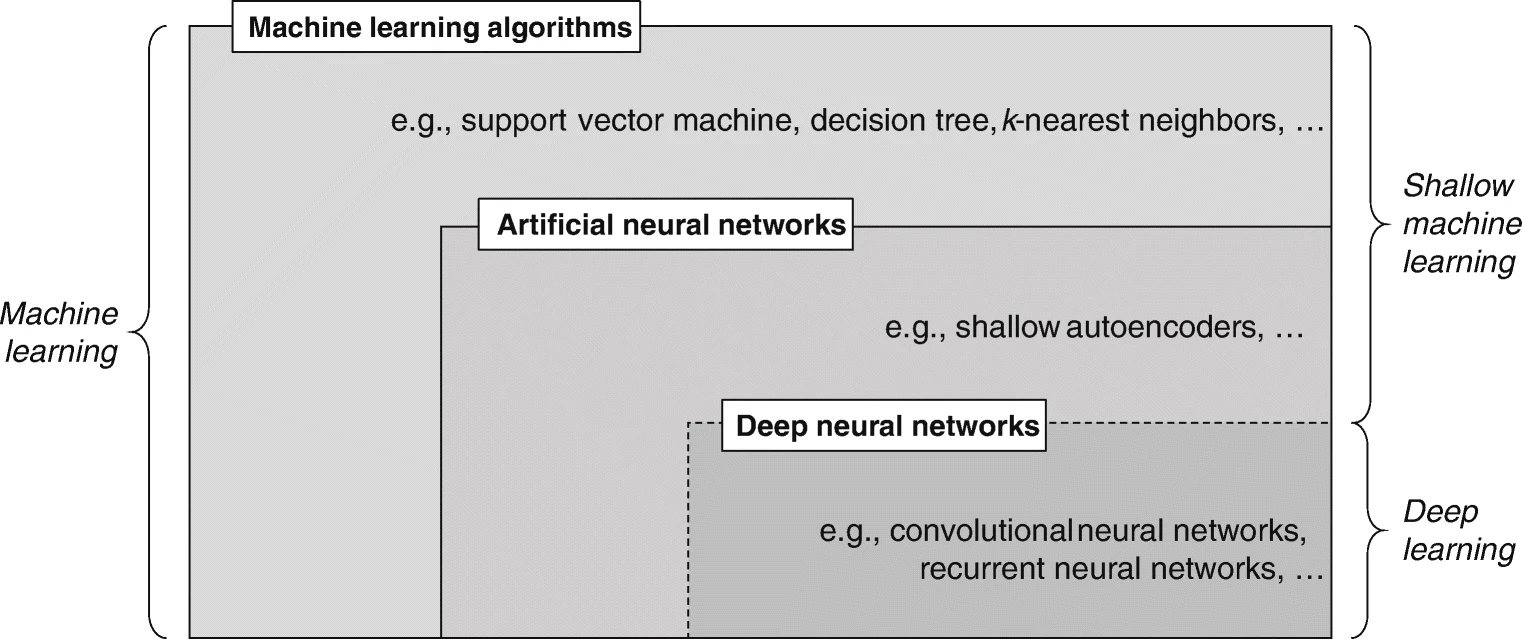 Machine learning algorithms
e.g., support vector machine, decision tree, k-nearest neighbors, …
Artificial neural networks
e.g., shallow autoencoders, …
Deep neural networks
e.g., convolutional neural networks,
recurrent neural networks, …
Machine
learning
Shallow
machine
learning
Deep
learning